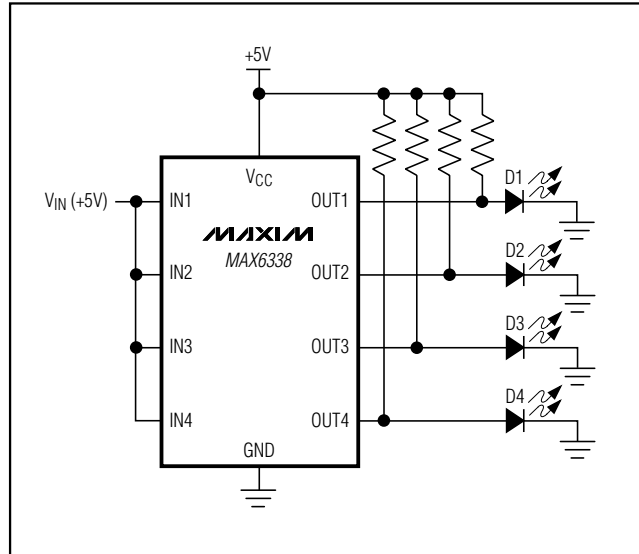 +5V
VCC
VIN (+5V)
IN1
OUT1
D1
MAXIM
MAX6338
IN2
OUT2
D2
IN3
OUT3
D3
IN4
OUT4
D4
GND